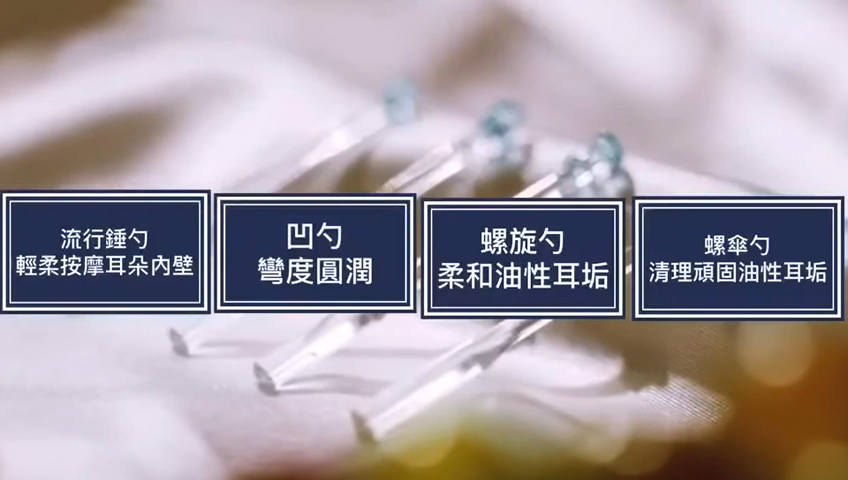 流行錘勺
輕柔按摩耳朵內壁
凹勺
彎度圓潤
螺旋勺
柔和油性耳垢
螺傘勺
清理頑固油性耳垢